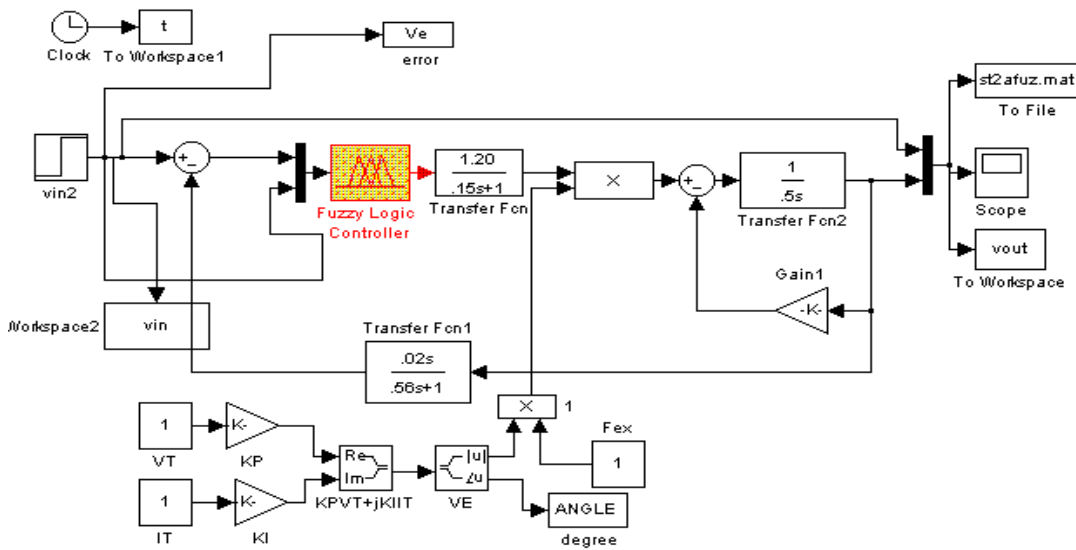 t
Clock
To Workspace1
Ve
error
st2afuz.mat
To File
vin2
+
-
Fuzzy Logic
Controller
1.20
.15s+1
Transfer Fcn
×
+
-
1
.5s
Transfer Fcn2
Scope
vout
To Workspace
Gain1
-K-
Workspace2
vin
Transfer Fcn1
.02s
.56s+1
×
1
Fex
1
1
VT
K-
KP
Re
Im
KPVT+jKIIT
|u|
∠u
VE
1
IT
K-
KI
ANGLE
degree